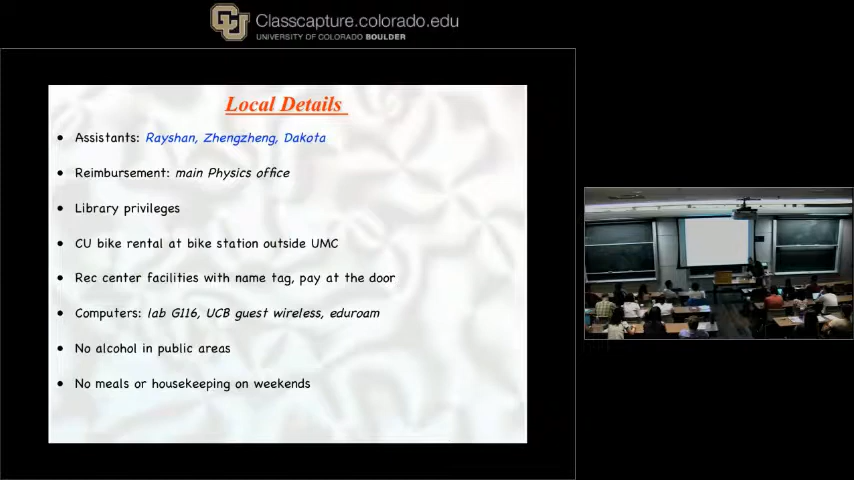 Classcapture.colorado.edu
UNIVERSITY OF COLORADO BOULDER
Local Details
• Assistants: Rayshan, Zhengzheng, Dakota
• Reimbursement: main Physics office
• Library privileges
• CU bike rental at bike station outside UMC
• Rec center facilities with name tag, pay at the door
• Computers: lab G116, UCB guest wireless, eduroam
• No alcohol in public areas
• No meals or housekeeping on weekends